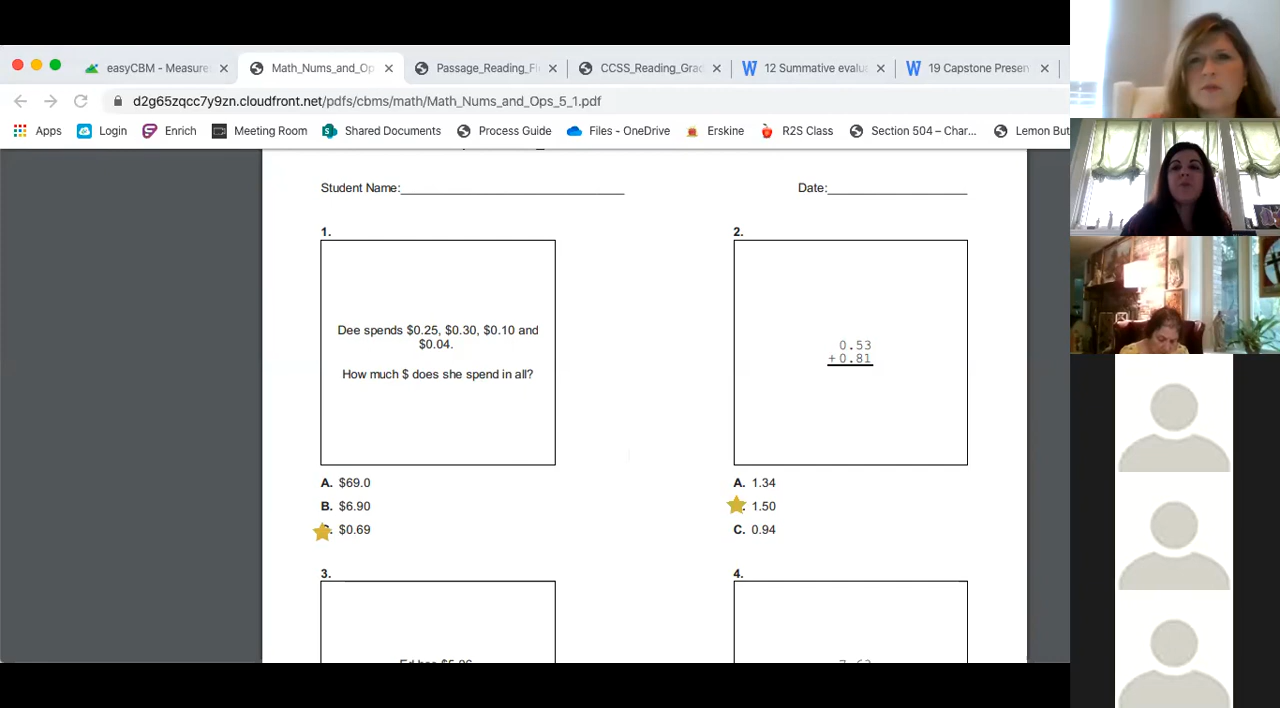 easyCBM - Measure
Math_Nums_and_Op
Passage_Reading_Fl
CCSS_Reading_Grad
12 Summative evalu
19 Capstone Presen
d2g65zqcc7y9zn.cloudfront.net/pdfs/cbms/math/Math_Nums_and_Ops_5_1.pdf
Apps Login Enrich Meeting Room Shared Documents Process Guide Files - OneDrive Erskine R2S Class Section 504 – Char... Lemon But
Student Name: Date:
1.
Dee spends $0.25, $0.30, $0.10 and
$0.04.
How much $ does she spend in all?
A. $69.0
B. $6.90
$0.69
2.
0.53
+0.81
A. 1.34
1.50
C. 0.94
3.
4.